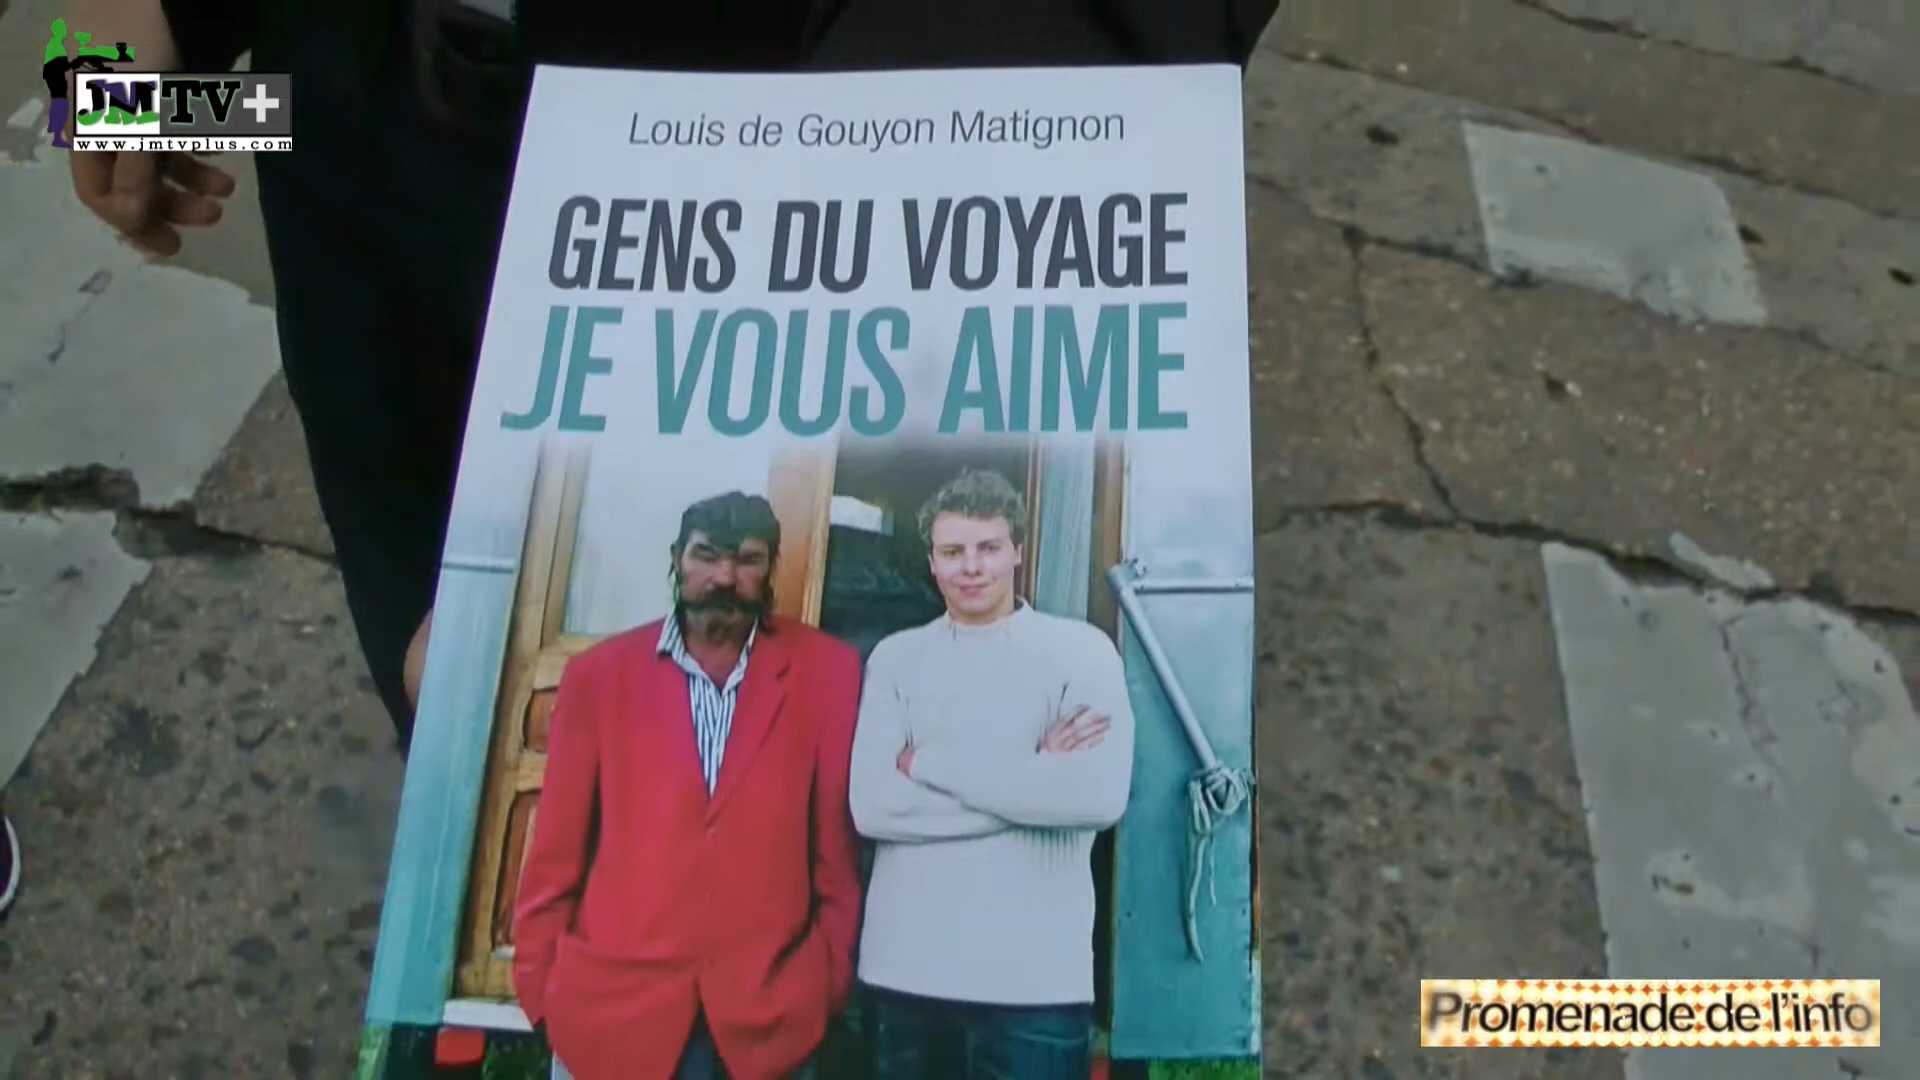 JMTV+
www.jmtvplus.com
Louis de Gouyon Matignon
GENS DU VOYAGE
JE VOUS AIME
Promenade de l'info